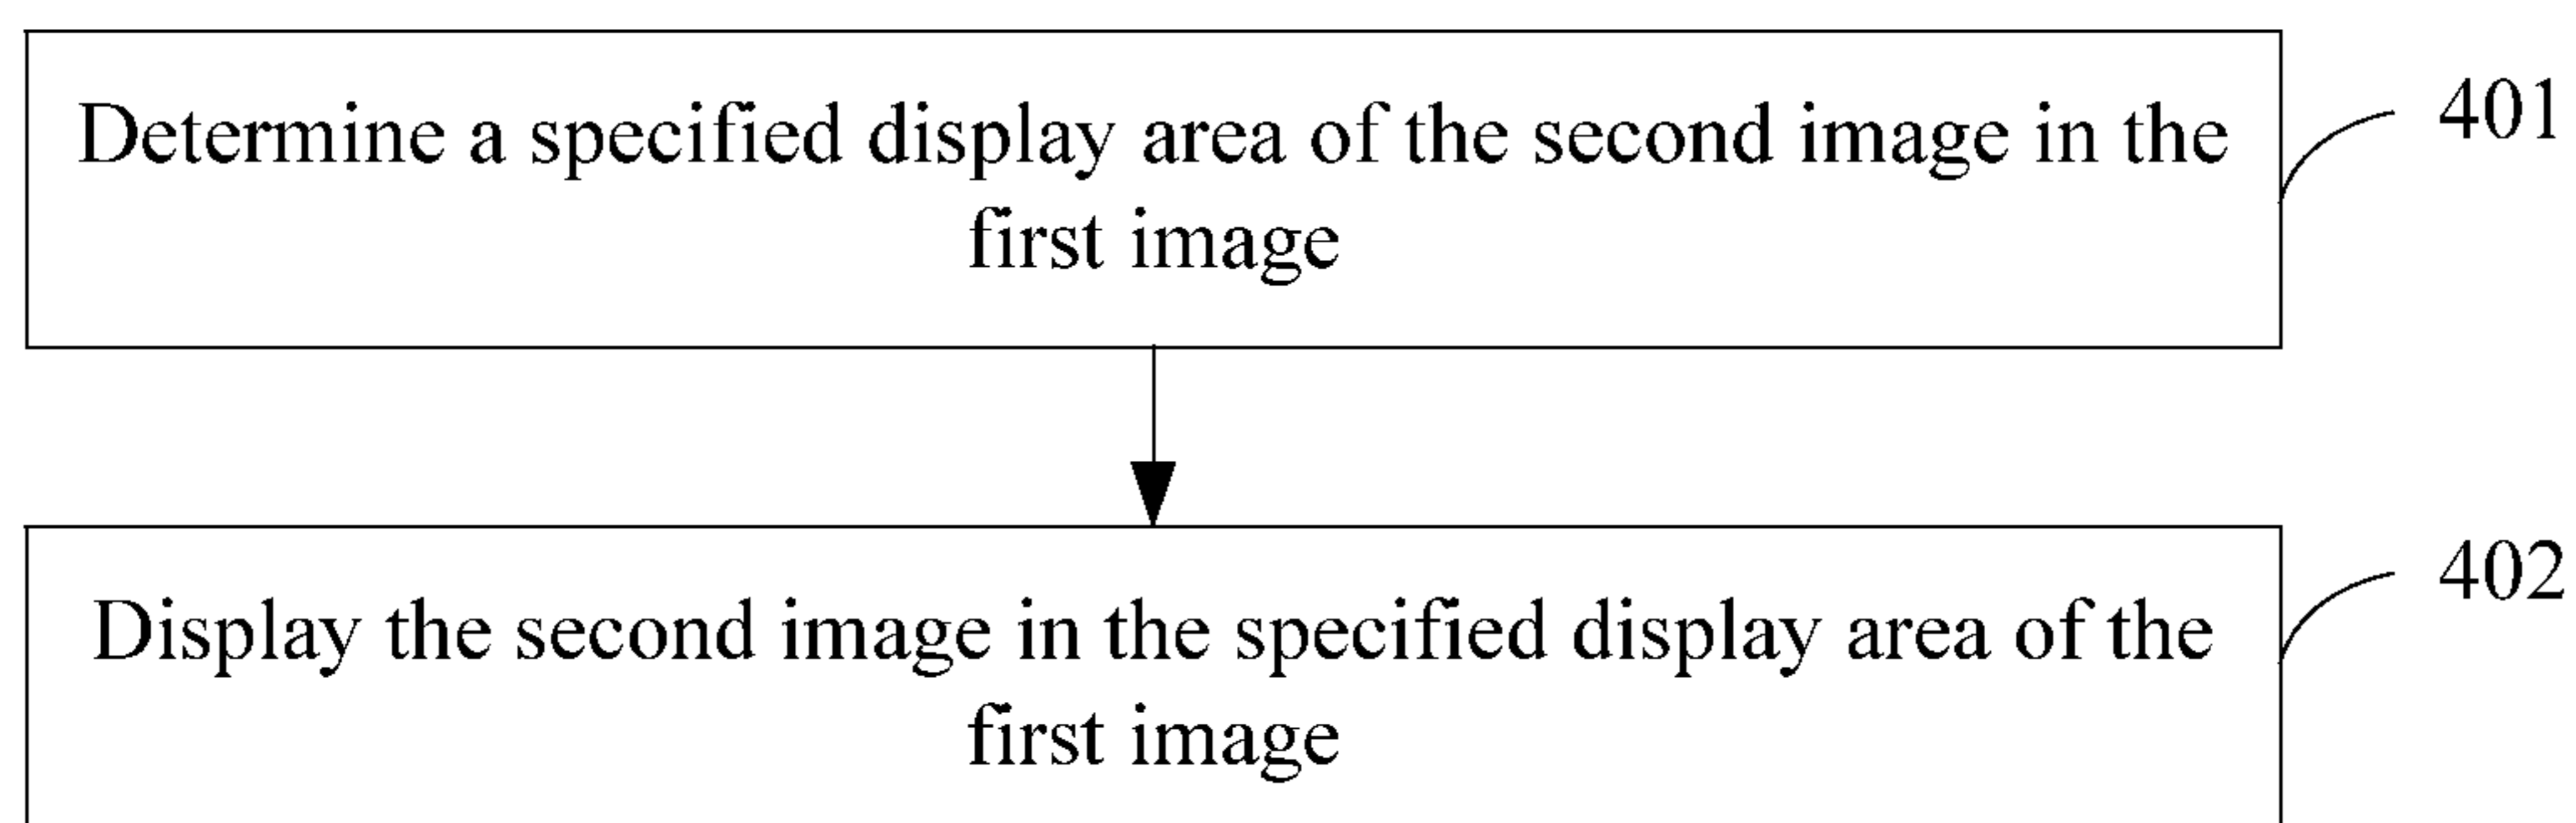 Determine a specified display area of the second image in the
first image
401
Display the second image in the specified display area of the
first image
402